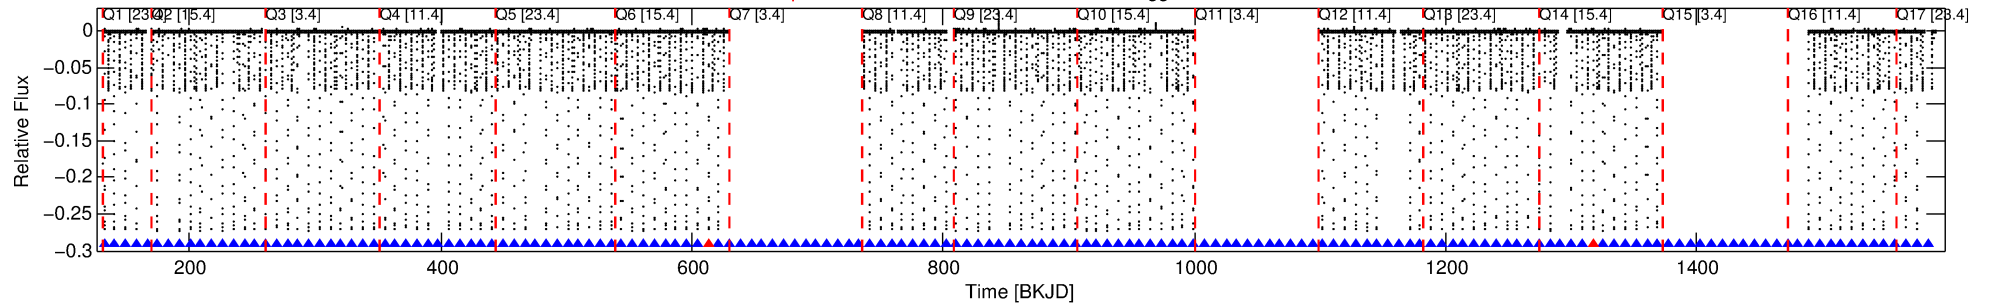 Q1 [23.4] Q2 [15.4] Q3 [3.4] Q4 [11.4] Q5 [23.4] Q6 [15.4] Q7 [3.4] Q8 [11.4] Q9 [23.4] Q10 [15.4] Q11 [3.4] Q12 [11.4] Q13 [23.4] Q14 [15.4] Q15 [3.4] Q16 [11.4] Q17 [23.4]
0
−0.05
−0.1
−0.15
−0.2
−0.25
−0.3
Relative Flux
200 400 600 800 1000 1200 1400
Time [BKJD]